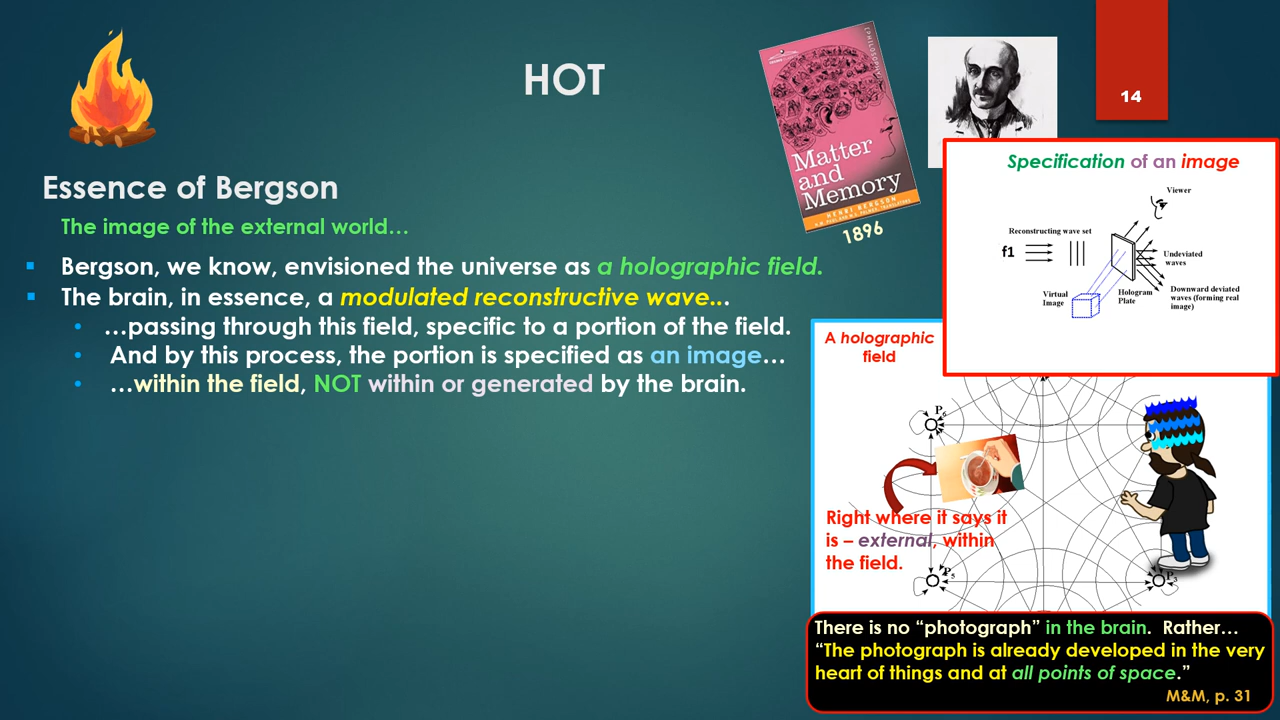 HOT
14
PHILOSOPHY
Matter
and
Memory
HENRI BERGSON
1896
Essence of Bergson
The image of the external world…
Bergson, we know, envisioned the universe as a holographic field.
The brain, in essence, a modulated reconstructive wave...
…passing through this field, specific to a portion of the field.
And by this process, the portion is specified as an image…
…within the field, NOT within or generated by the brain.
Specification of an image
Viewer
Reconstructing wave set
f1
Undeviated
waves
Virtual
Image
Hologram
Plate
Downward deviated
waves (forming real
image)
A holographic
field
P6
Right where it says it
is – external, within
the field.
P5
P3
There is no “photograph” in the brain. Rather…
“The photograph is already developed in the very
heart of things and at all points of space.”
M&M, p. 31